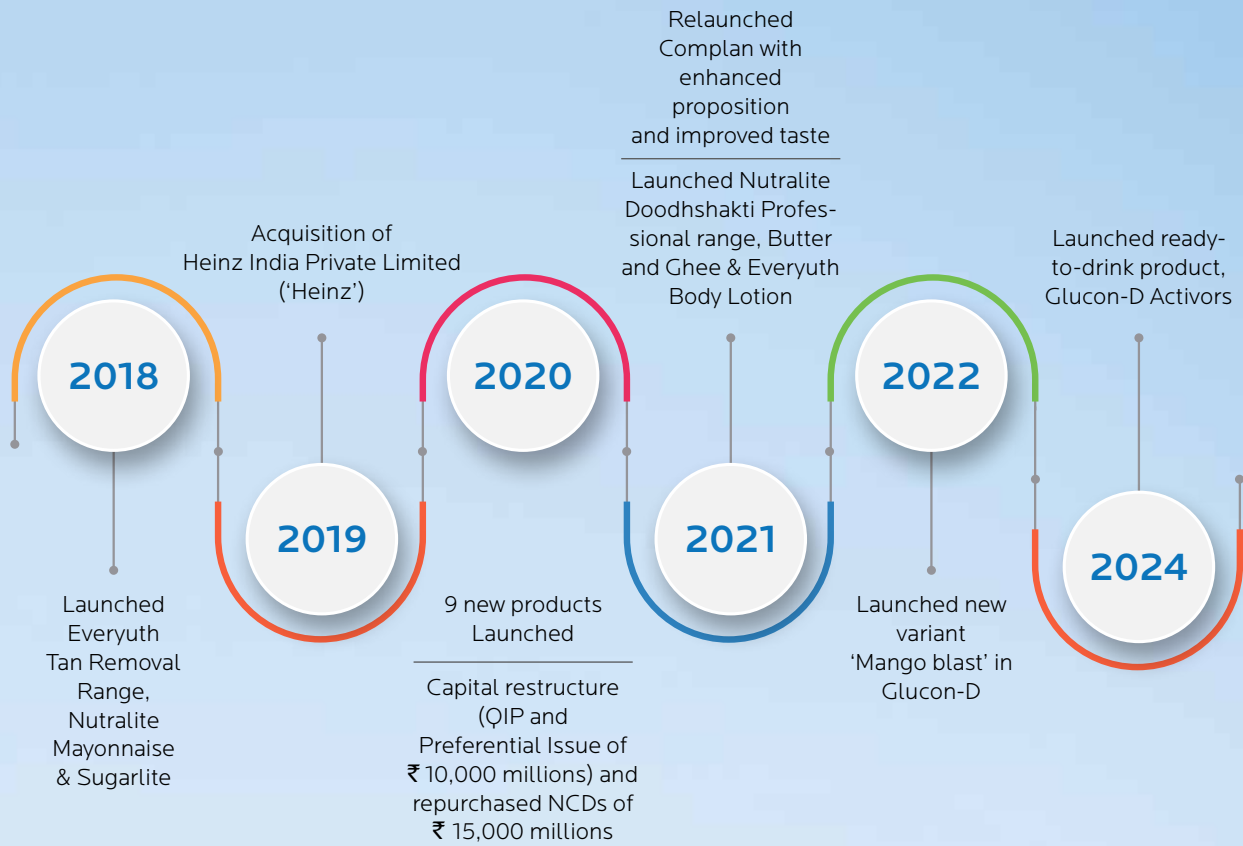 2018
Launched
Everyuth
Tan Removal
Range,
Nutralite
Mayonnaise
& Sugarlite
Acquisition of
Heinz India Private Limited
(‘Heinz’)
2019
2020
9 new products
Launched
Capital restructure
(QIP and
Preferential Issue of
₹ 10,000 millions) and
repurchased NCDs of
₹ 15,000 millions
Relaunched
Complan with
enhanced
proposition
and improved taste
Launched Nutralite
Doodhshakti Profes-
sional range, Butter
and Ghee & Everyuth
Body Lotion
2021
2022
Launched new
variant
‘Mango blast’ in
Glucon-D
Launched ready-
to-drink product,
Glucon-D Activors
2024